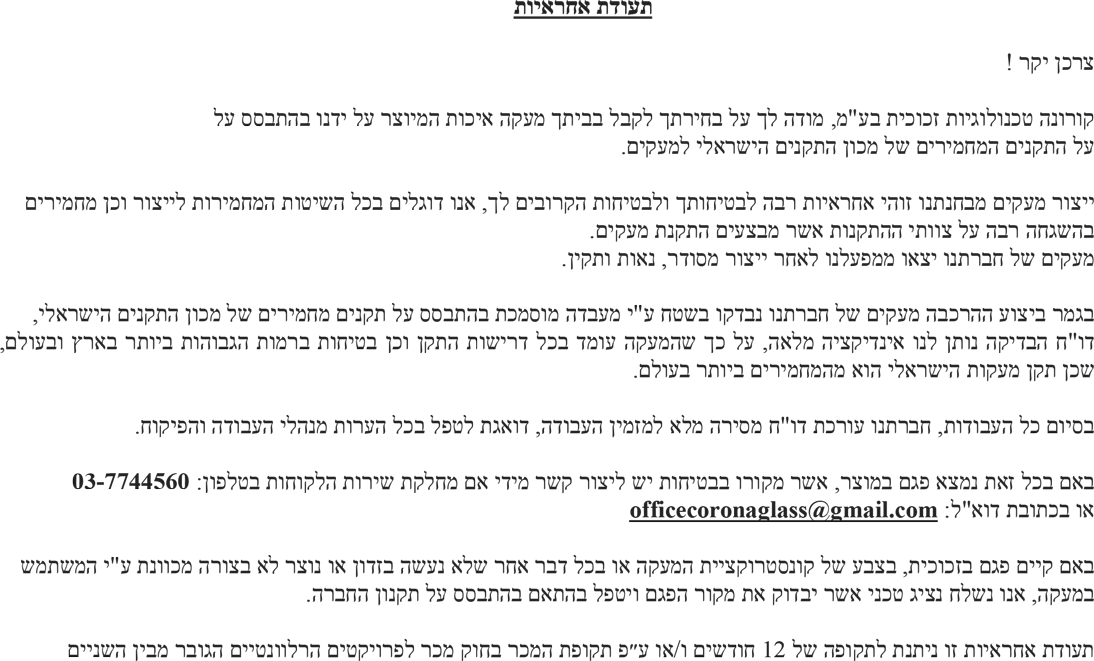 תעודת אחראיות
צרכן יקר !
קורונה טכנולוגיות זכוכית בע"מ, מודה לך על בחירתך לקבל בביתך מעקה איכות המיוצר על ידנו בהתבסס על
על התקנים המחמירים של מכון התקנים הישראלי למעקים.
ייצור מעקים מבחנתנו זוהי אחראיות רבה לבטיחותך ולבטיחות הקרובים לך, אנו דוגלים בכל השיטות המחמירות לייצור וכן מחמירים
בהשגחה רבה על צוותי ההתקנות אשר מבצעים התקנת מעקים.
מעקים של חברתנו יצאו ממפעלנו לאחר ייצור מסודר, נאות ותקין.
בגמר ביצוע ההרכבה מעקים של חברתנו נבדקו בשטח ע"י מעבדה מוסמכת בהתבסס על תקנים מחמירים של מכון התקנים הישראלי,
דו"ח הבדיקה נותן לנו אינדיקציה מלאה, על כך שהמעקה עומד בכל דרישות התקן וכן בטיחות ברמות הגבוהות ביותר בארץ ובעולם,
שכן תקן מעקות הישראלי הוא מהמחמירים ביותר בעולם.
בסיום כל העבודות, חברתנו עורכת דו"ח מסירה מלא למזמין העבודה, דואגת לטפל בכל הערות מנהלי העבודה והפיקוח.
באם בכל זאת נמצא פגם במוצר, אשר מקורו בבטיחות יש ליצור קשר מידי אם מחלקת שירות הלקוחות בטלפון: 03-7744560
או בכתובת דוא"ל: officecoronaglass@gmail.com
באם קיים פגם בזכוכית, בצבע של קונסטרוקציית המעקה או בכל דבר אחר שלא נעשה בזדון או נוצר לא בצורה מכוונת ע"י המשתמש
במעקה, אנו נשלח נציג טכני אשר יבדוק את מקור הפגם ויטפל בהתאם בהתבסס על תקנון החברה.
תעודת אחראיות זו ניתנת לתקופה של 12 חודשים ו/או ע״פ תקופת המכר בחוק מכר לפרויקטים הרלוונטיים הגובר מבין השניים